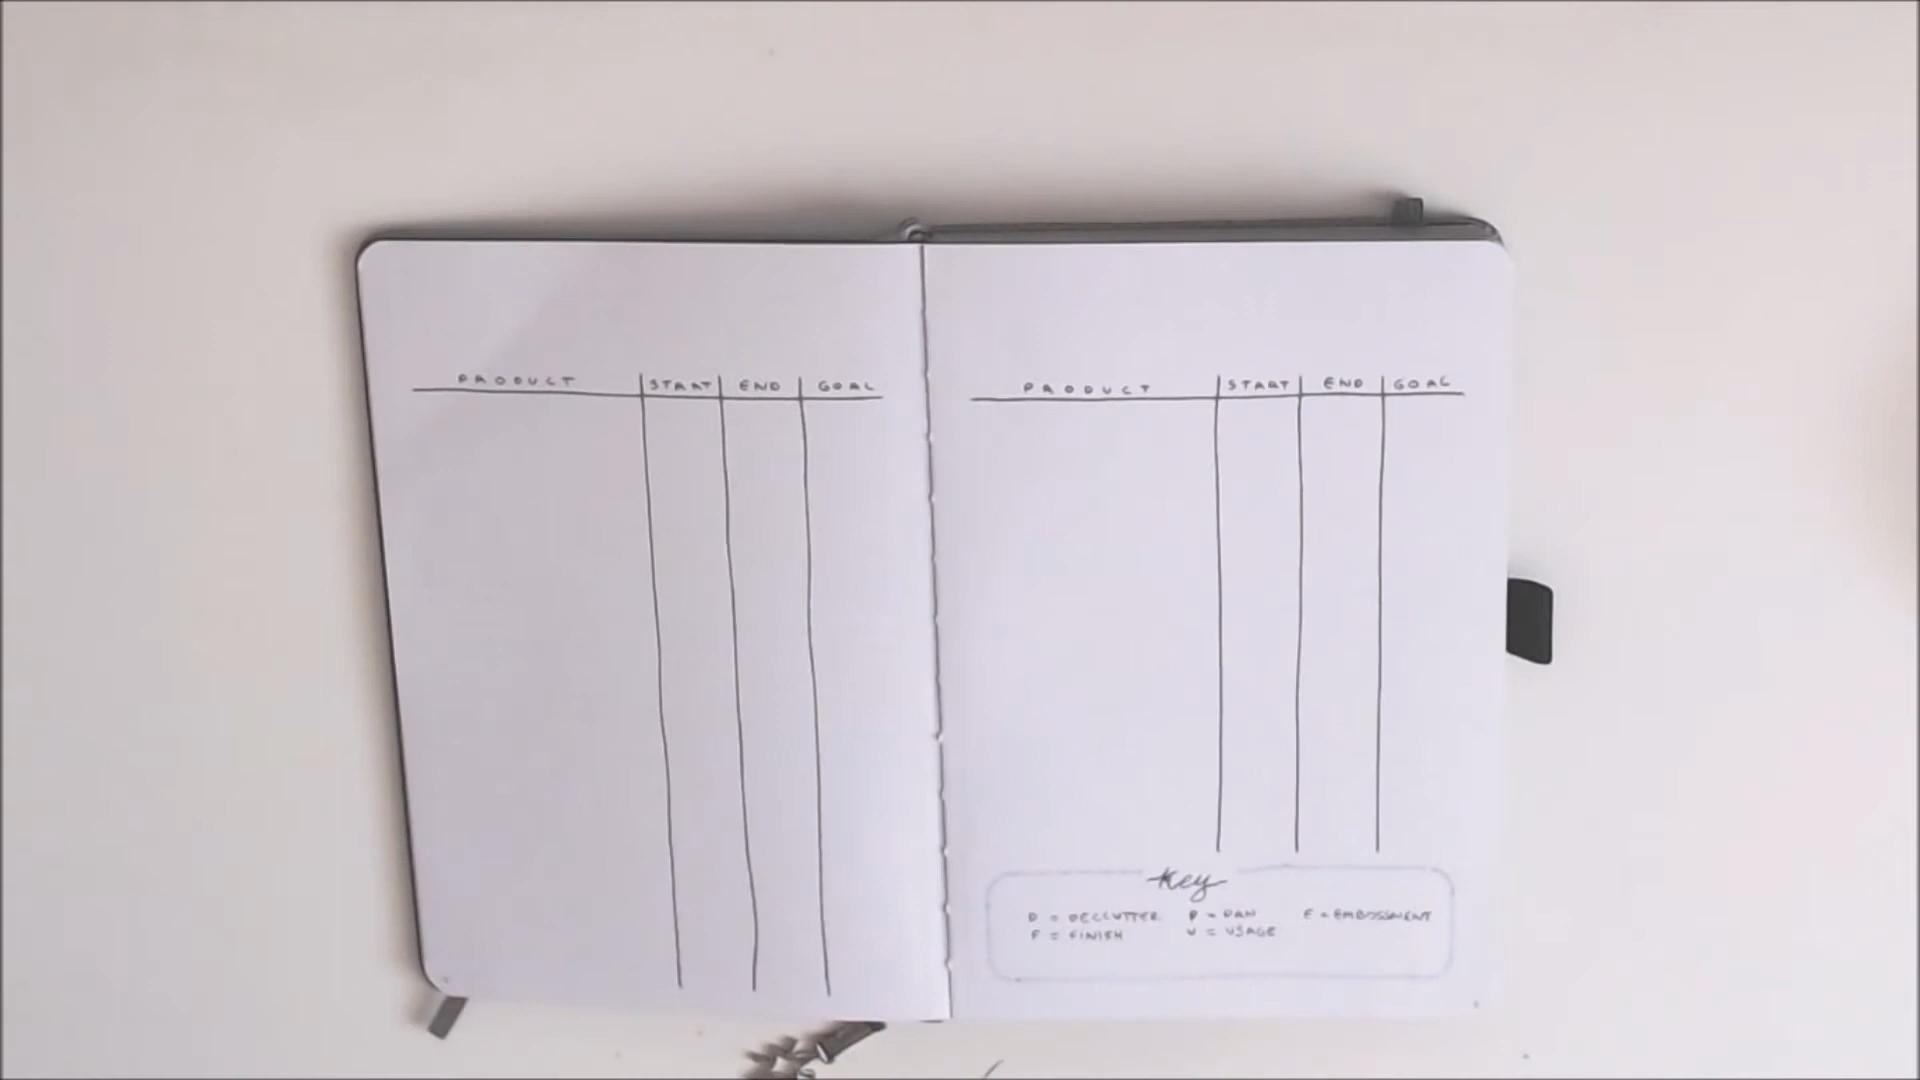 PRODUCT START END GOAL
PRODUCT START END GOAL
Key
D = DECLUTTER P = PAN E = EMBOSSMENT
F = FINISH U = USAGE